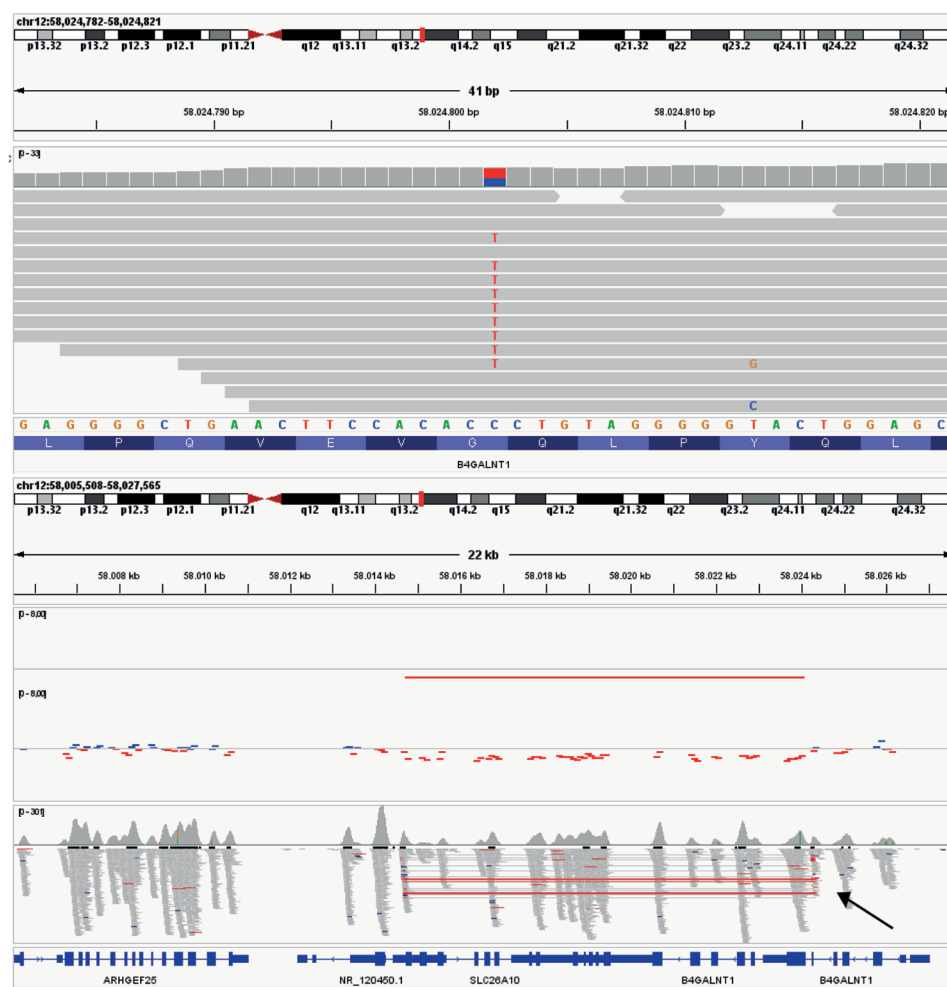 chr12:58,024,782-58,024,821
p13.32 p13.2 p12.3 p12.1 p11.21 q12 q13.11 q13.2 q14.2 q15 q21.2 q21.32 q22 q23.2 q24.11 q24.22 q24.32
41 bp
58.024.790 bp 58.024.800 bp 58.024.810 bp 58.024.820 bp
[0 - 33]
T
T
T
T
T
T
T
T
T G
C
G A G G G G C T G A A C T T C C A C A C C C T G T A G G G G G T A C T G G A G C
L P Q V E V G Q L P Y Q L
B4GALNT1
chr12:58,005,508-58,027,565
p13.32 p13.2 p12.3 p12.1 p11.21 q12 q13.11 q13.2 q14.2 q15 q21.2 q21.32 q22 q23.2 q24.11 q24.22 q24.32
22 kb
58.008 kb 58.010 kb 58.012 kb 58.014 kb 58.016 kb 58.018 kb 58.020 kb 58.022 kb 58.024 kb 58.026 kb
[0 - 8,00]
[0 - 8,00]
[0 - 301]
ARHGEF25 NR_120450.1 SLC26A10 B4GALNT1 B4GALNT1